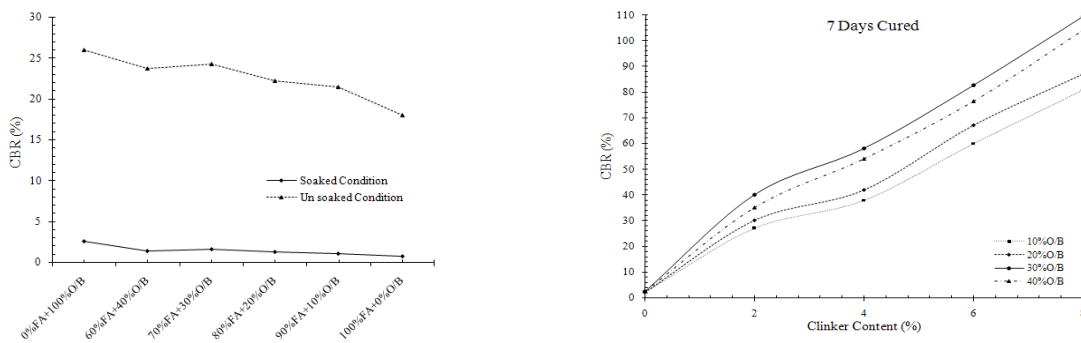 30
25
20
15
10
5
0
CBR (%)
Soaked Condition
Un soaked Condition
0%FA+100%O/B
60%FA+40%O/B
70%FA+30%O/B
80%FA+20%O/B
90%FA+10%O/B
100%FA+0%O/B
7 Days Cured
110
100
90
80
70
60
50
40
30
20
10
0
CBR (%)
10%O/B
20%O/B
30%O/B
40%O/B
0
2
4
6
8
Clinker Content (%)